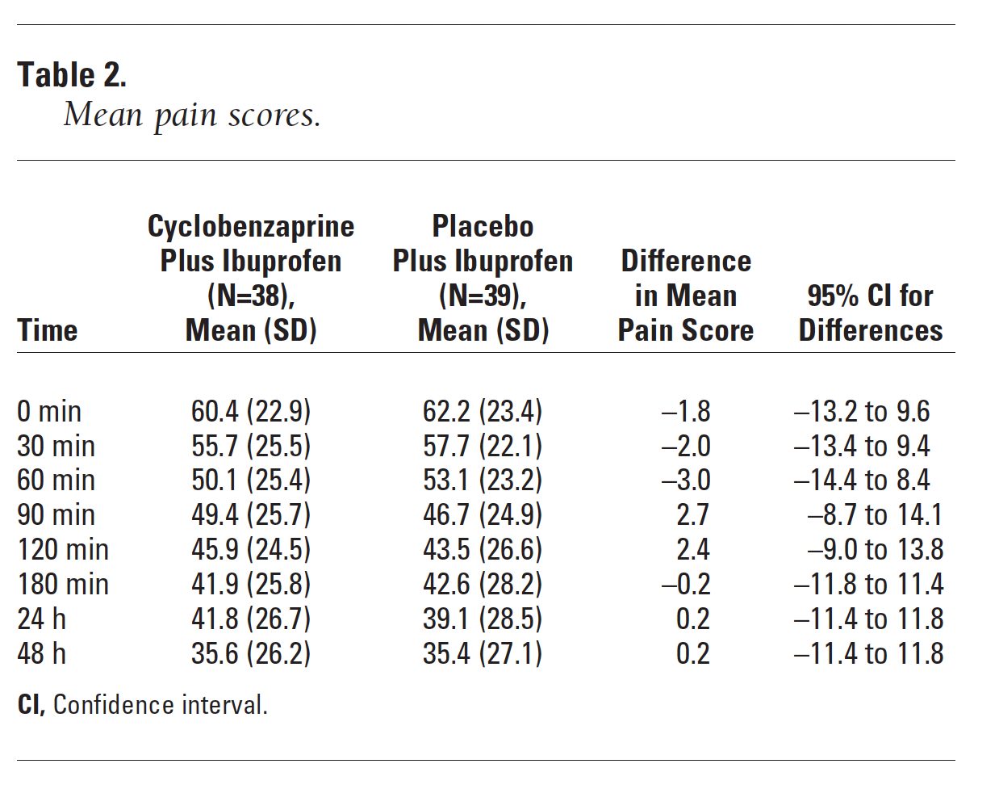 Table 2.
Mean pain scores.
Cyclobenzaprine Plus Ibuprofen (N=38), Mean (SD)
Placebo Plus Ibuprofen (N=39), Mean (SD)
Difference in Mean Pain Score
95% CI for Differences
Time
0 min 60.4 (22.9) 62.2 (23.4) –1.8 –13.2 to 9.6
30 min 55.7 (25.5) 57.7 (22.1) –2.0 –13.4 to 9.4
60 min 50.1 (25.4) 53.1 (23.2) –3.0 –14.4 to 8.4
90 min 49.4 (25.7) 46.7 (24.9) 2.7 –8.7 to 14.1
120 min 45.9 (24.5) 43.5 (26.6) 2.4 –9.0 to 13.8
180 min 41.9 (25.8) 42.6 (28.2) –0.2 –11.8 to 11.4
24 h 41.8 (26.7) 39.1 (28.5) 0.2 –11.4 to 11.8
48 h 35.6 (26.2) 35.4 (27.1) 0.2 –11.4 to 11.8
CI, Confidence interval.